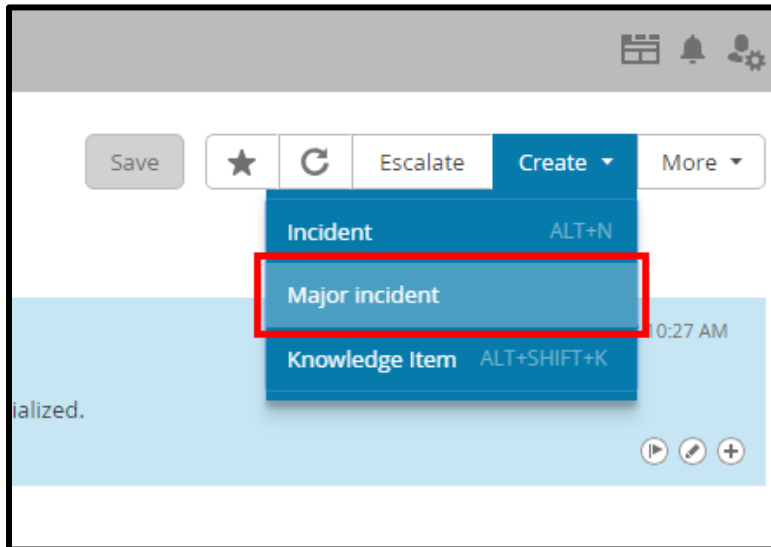 Save Escalate Create More
Incident ALT+N
Major incident
10:27 AM
Knowledge Item ALT+SHIFT+K
ialized.